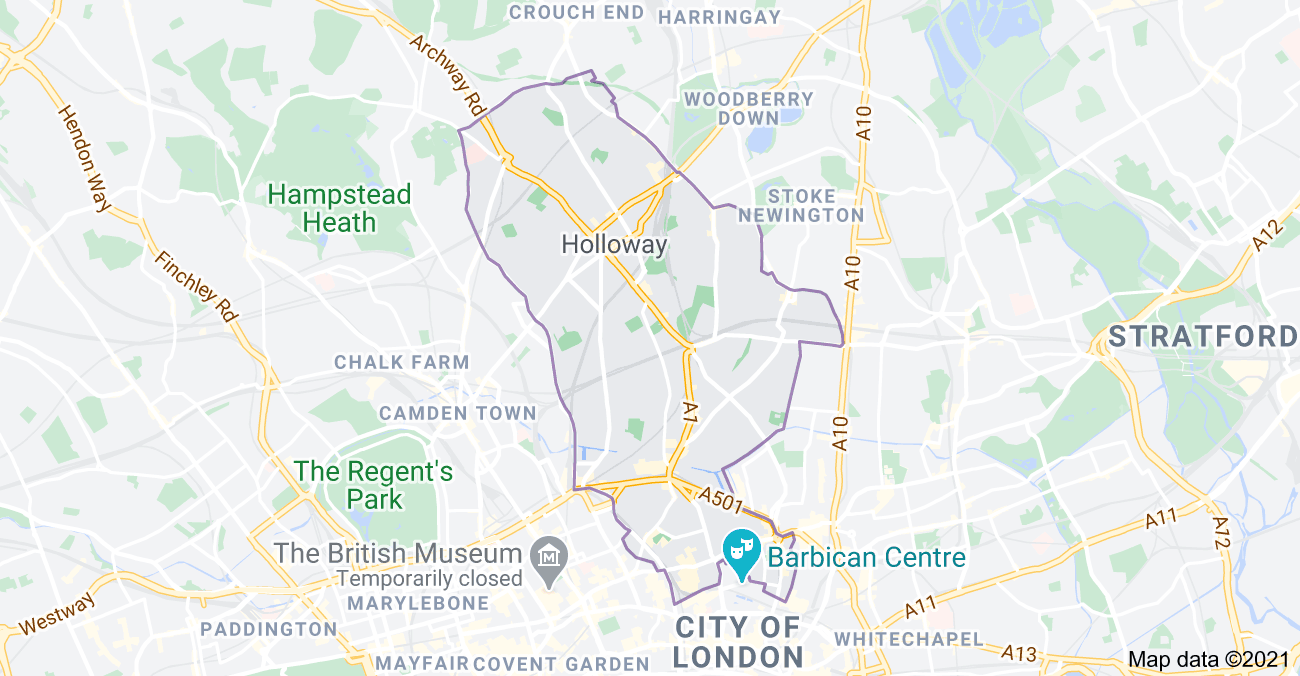 CROUCH END
HARRINGAY
Archway Rd
WOODBERRY
DOWN
A10
Hendon Way
Hampstead
Heath
STOKE
NEWINGTON
Holloway
A12
Finchley Rd
A10
STRATFORD
CHALK FARM
CAMDEN TOWN
A1
A10
The Regent's
Park
A501
A11
A72
The British Museum
Temporarily closed
M
Barbican Centre
MARYLEBONE
Westway
A11
PADDINGTON
CITY OF
LONDON
WHITECHAPEL
A13
MAYFAIR
COVENT GARDEN
Map data ©2021